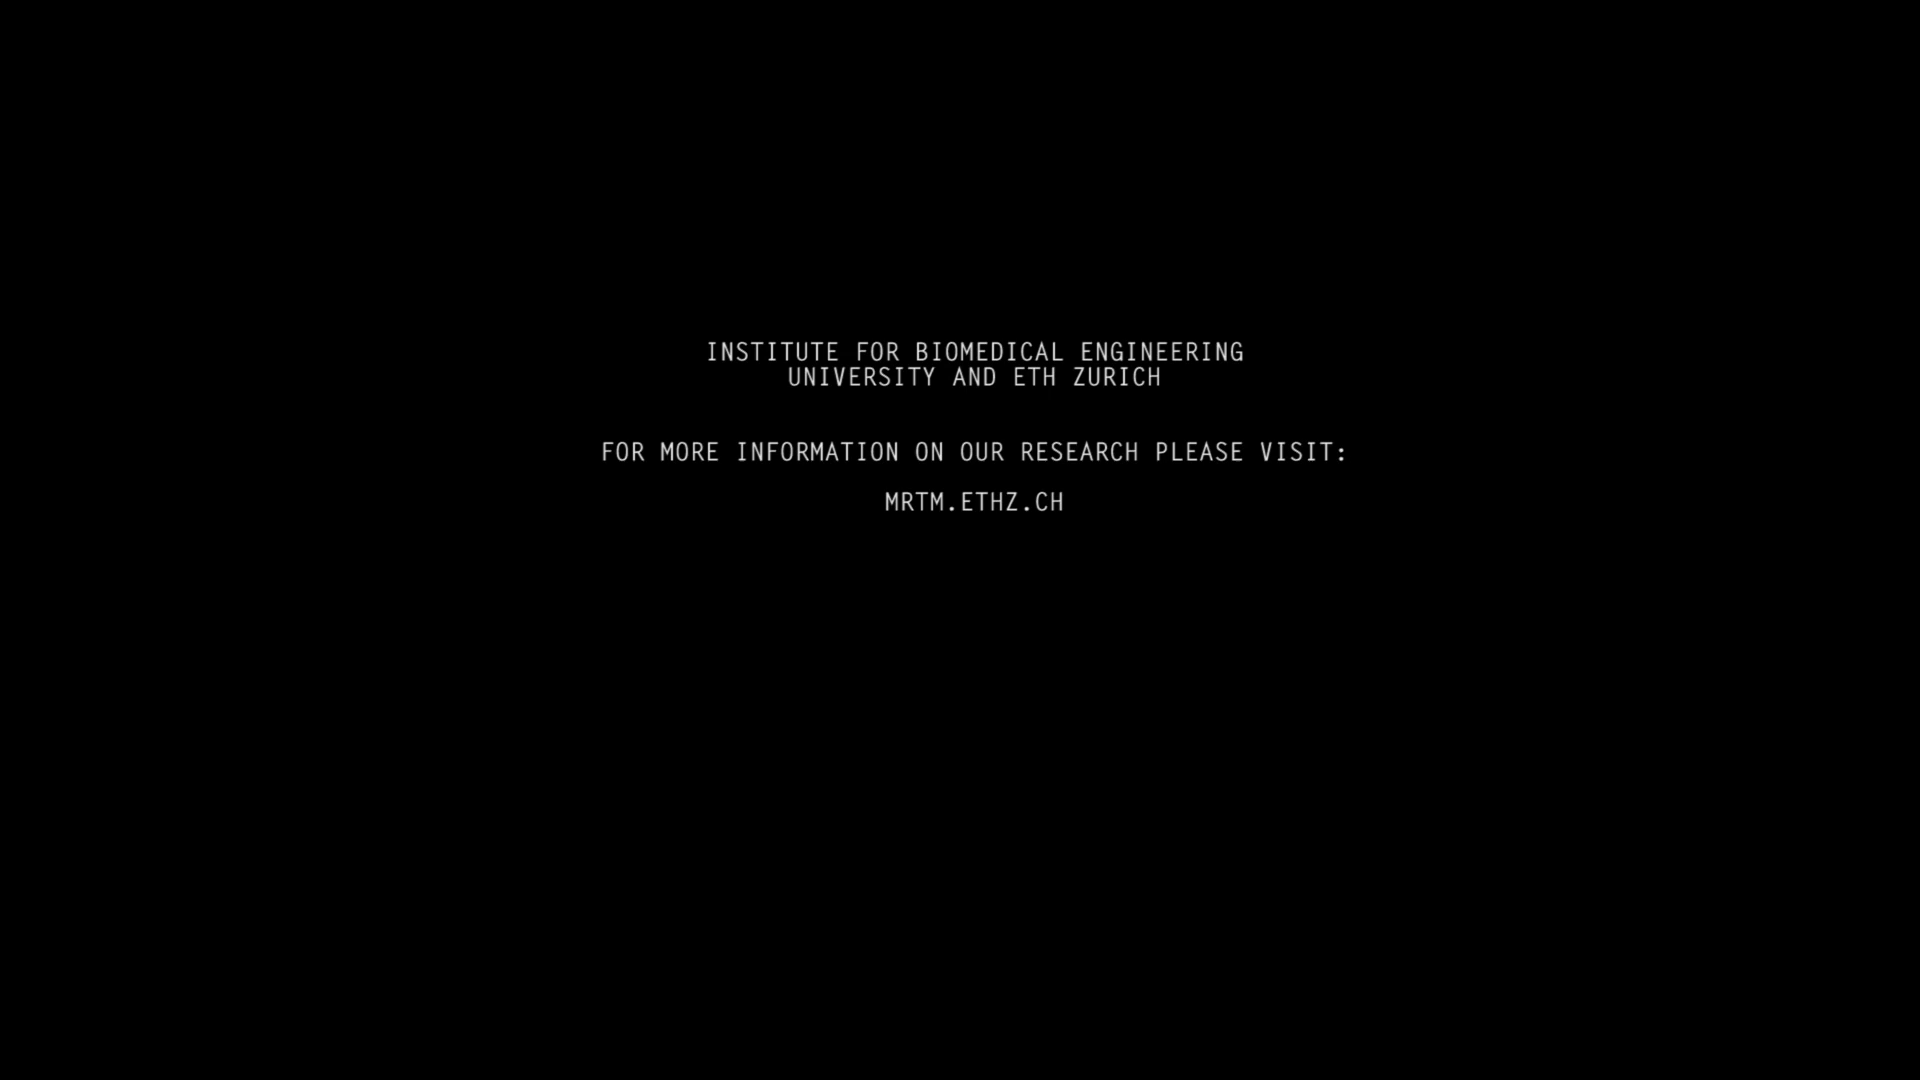 INSTITUTE FOR BIOMEDICAL ENGINEERING
UNIVERSITY AND ETH ZURICH
FOR MORE INFORMATION ON OUR RESEARCH PLEASE VISIT:
MRTM.ETHZ.CH